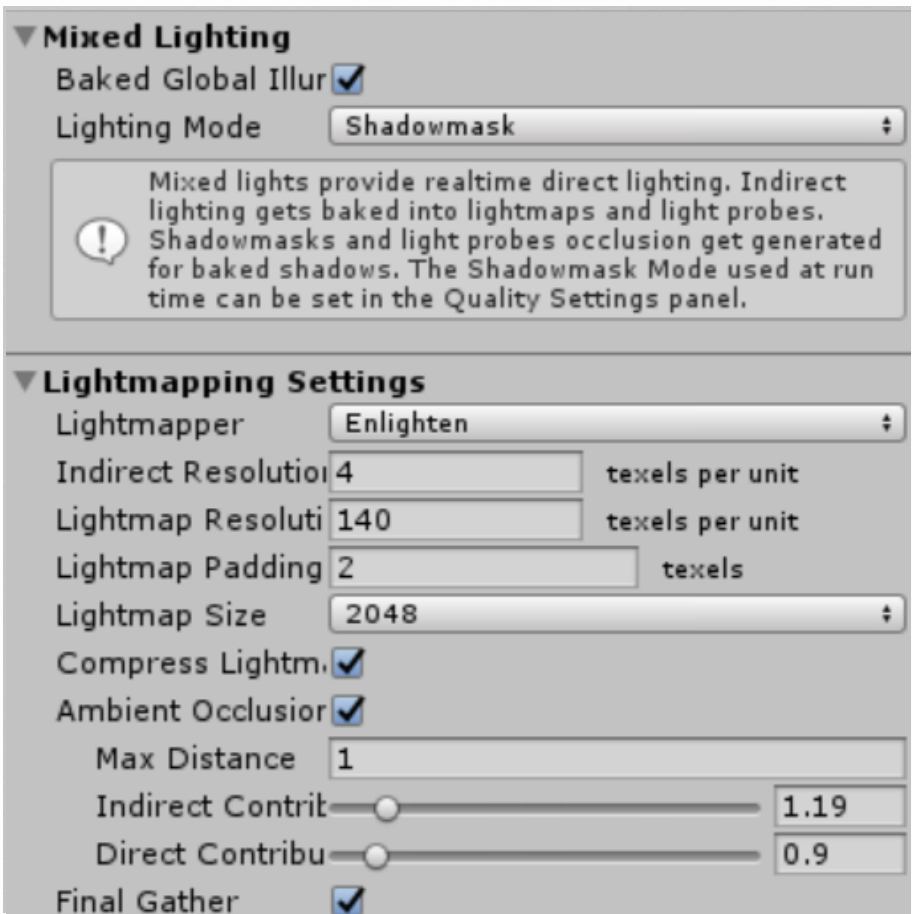 Mixed Lighting
Baked Global Illur
Lighting Mode Shadowmask
Mixed lights provide realtime direct lighting. Indirect
lighting gets baked into lightmaps and light probes.
Shadowmasks and light probes occlusion get generated
for baked shadows. The Shadowmask Mode used at run
time can be set in the Quality Settings panel.
Lightmapping Settings
Lightmapper Enlighten
Indirect Resolution 4 texels per unit
Lightmap Resoluti 140 texels per unit
Lightmap Padding 2 texels
Lightmap Size 2048
Compress Lightm
Ambient Occlusior
Max Distance 1
Indirect Contrib 1.19
Direct Contribu 0.9
Final Gather